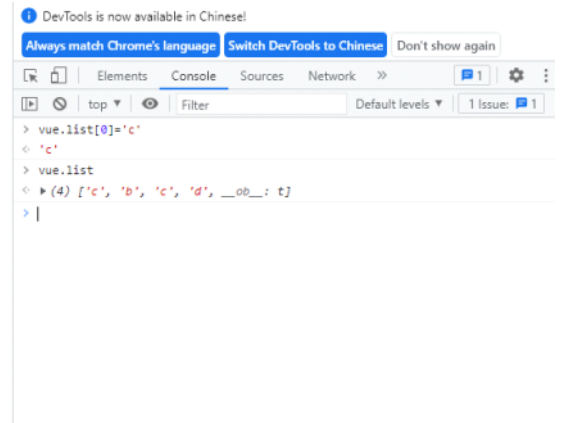 DevTools is now available in Chinese!
Always match Chrome's language Switch DevTools to Chinese Don't show again
Elements Console Sources Network » 1
top ▼ Filter Default levels ▼ 1 Issue: 1
> vue.list[0]='c'
< 'c'
> vue.list
< ▶ (4) ['c', 'b', 'c', 'd', __ob__: t]
>